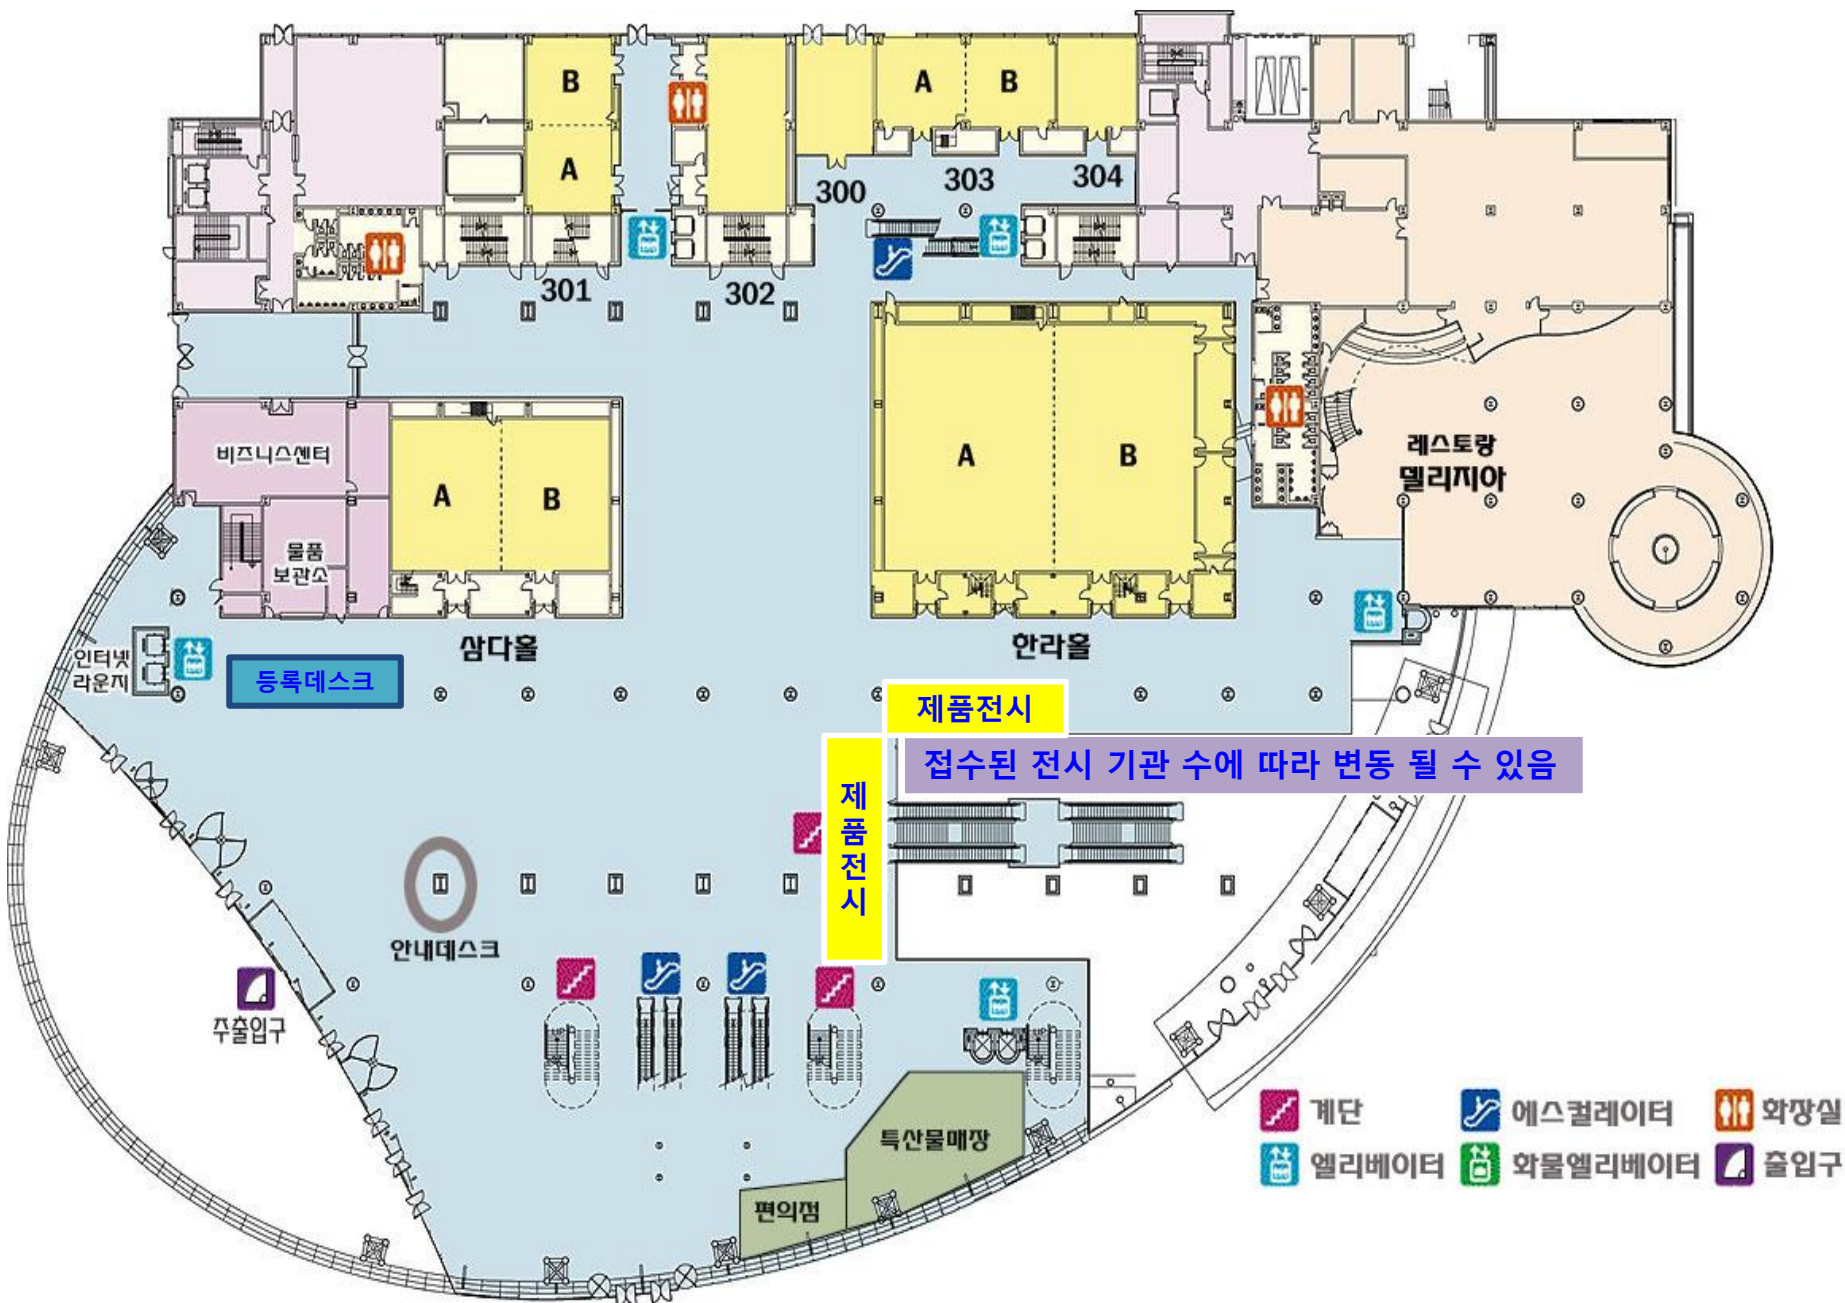 B
A
B
A
300
303
304
301
302
비즈니스센터
A
B
A
B
레스토랑
델리지아
물품
보관소
삼다홀
한라홀
인터넷
라운지
등록데스크
제품전시
접수된 전시 기관 수에 따라 변동 될 수 있음
제
품
전
시
안내데스크
주출입구
특산물매장
편의점
계단
에스컬레이터
화장실
엘리베이터
화물엘리베이터
출입구